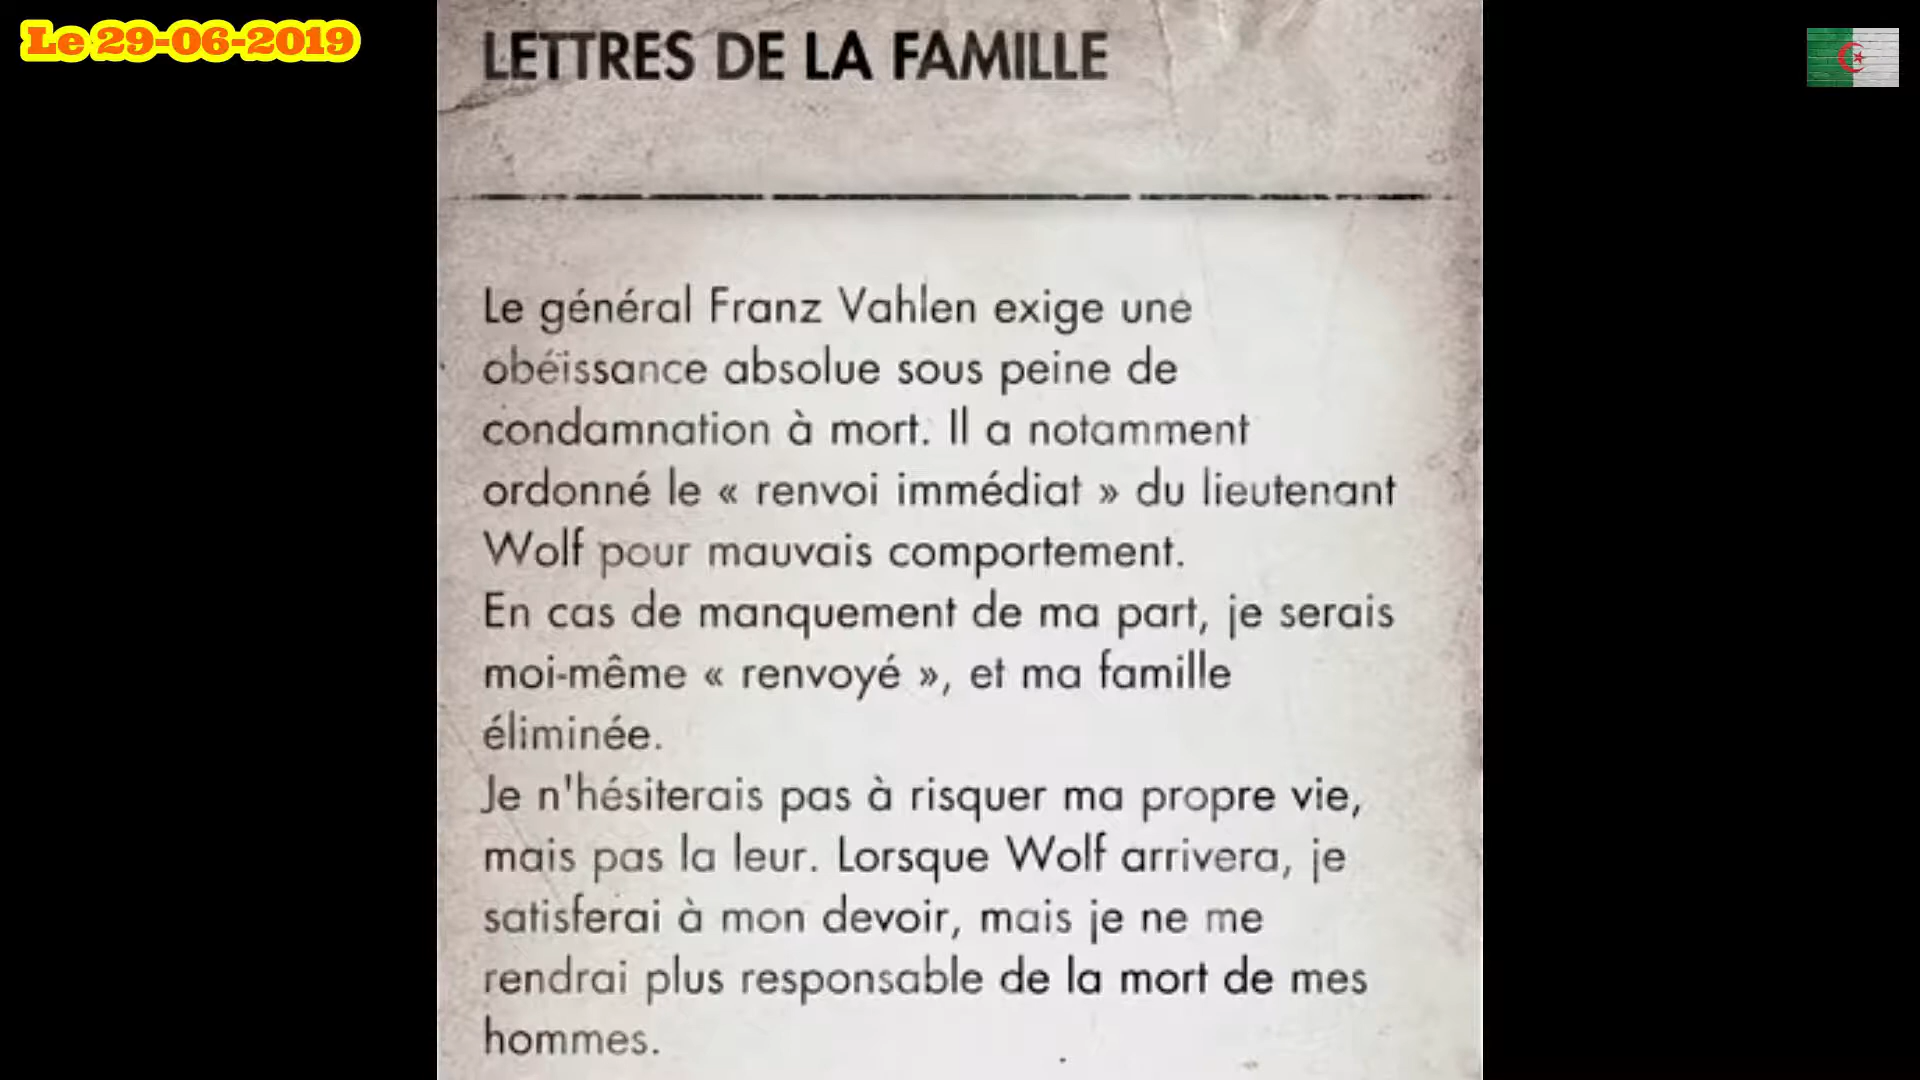 Le 29-06-2019
LETTRES DE LA FAMILLE
Le général Franz Vahlen exige une
obéissance absolue sous peine de
condamnation à mort. Il a notamment
ordonné le « renvoi immédiat » du lieutenant
Wolf pour mauvais comportement.
En cas de manquement de ma part, je serais
moi-même « renvoyé », et ma famille
éliminée.
Je n'hésiterais pas à risquer ma propre vie,
mais pas la leur. Lorsque Wolf arrivera, je
satisferai à mon devoir, mais je ne me
rendrai plus responsable de la mort de mes
hommes.